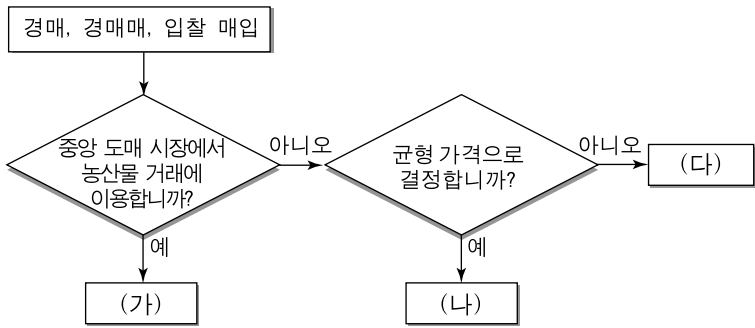 경매, 경매매, 입찰 매입
중앙 도매 시장에서
농산물 거래에
이용합니까?
아니오
예
(가)
균형 가격으로
결정합니까?
아니오
예
(나)
(다)